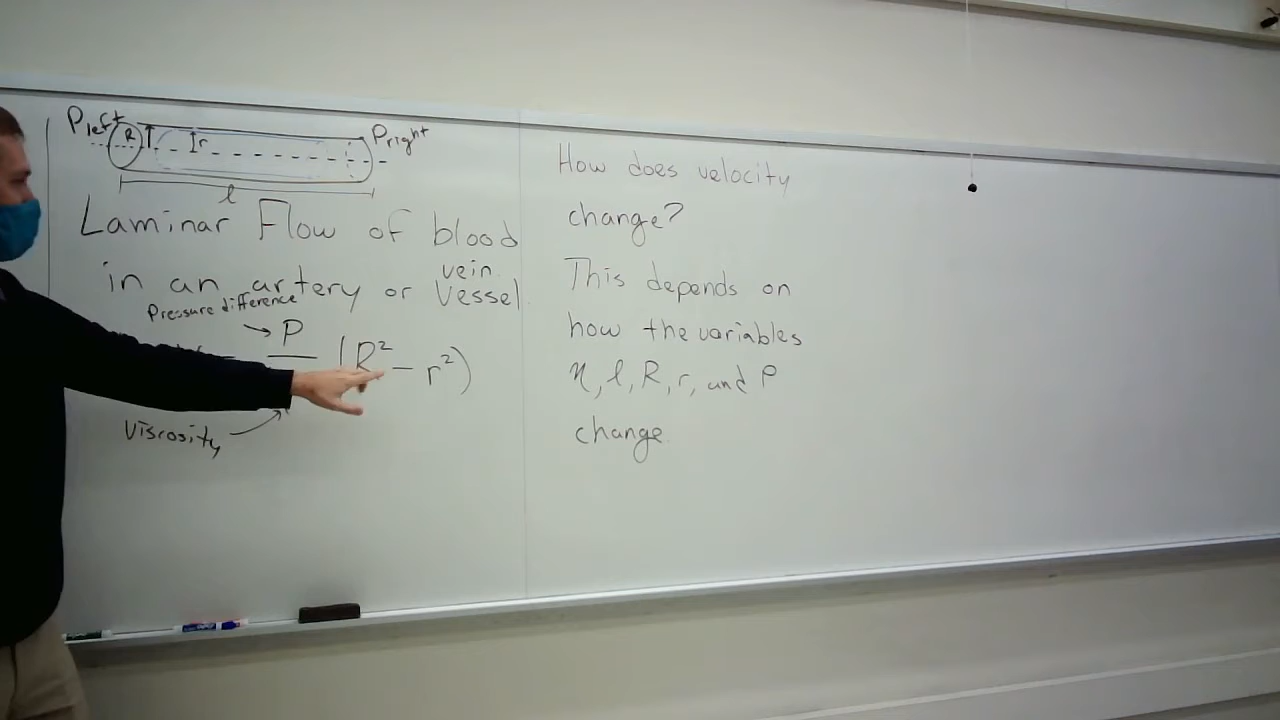 Pleft R r Pright
l
Laminar Flow of blood
in an artery or vein
Vessel
Pressure difference
P
(R² - r²)
Viscosity
How does velocity
change?
This depends on
how the variables
η, l, R, r, and P
change.